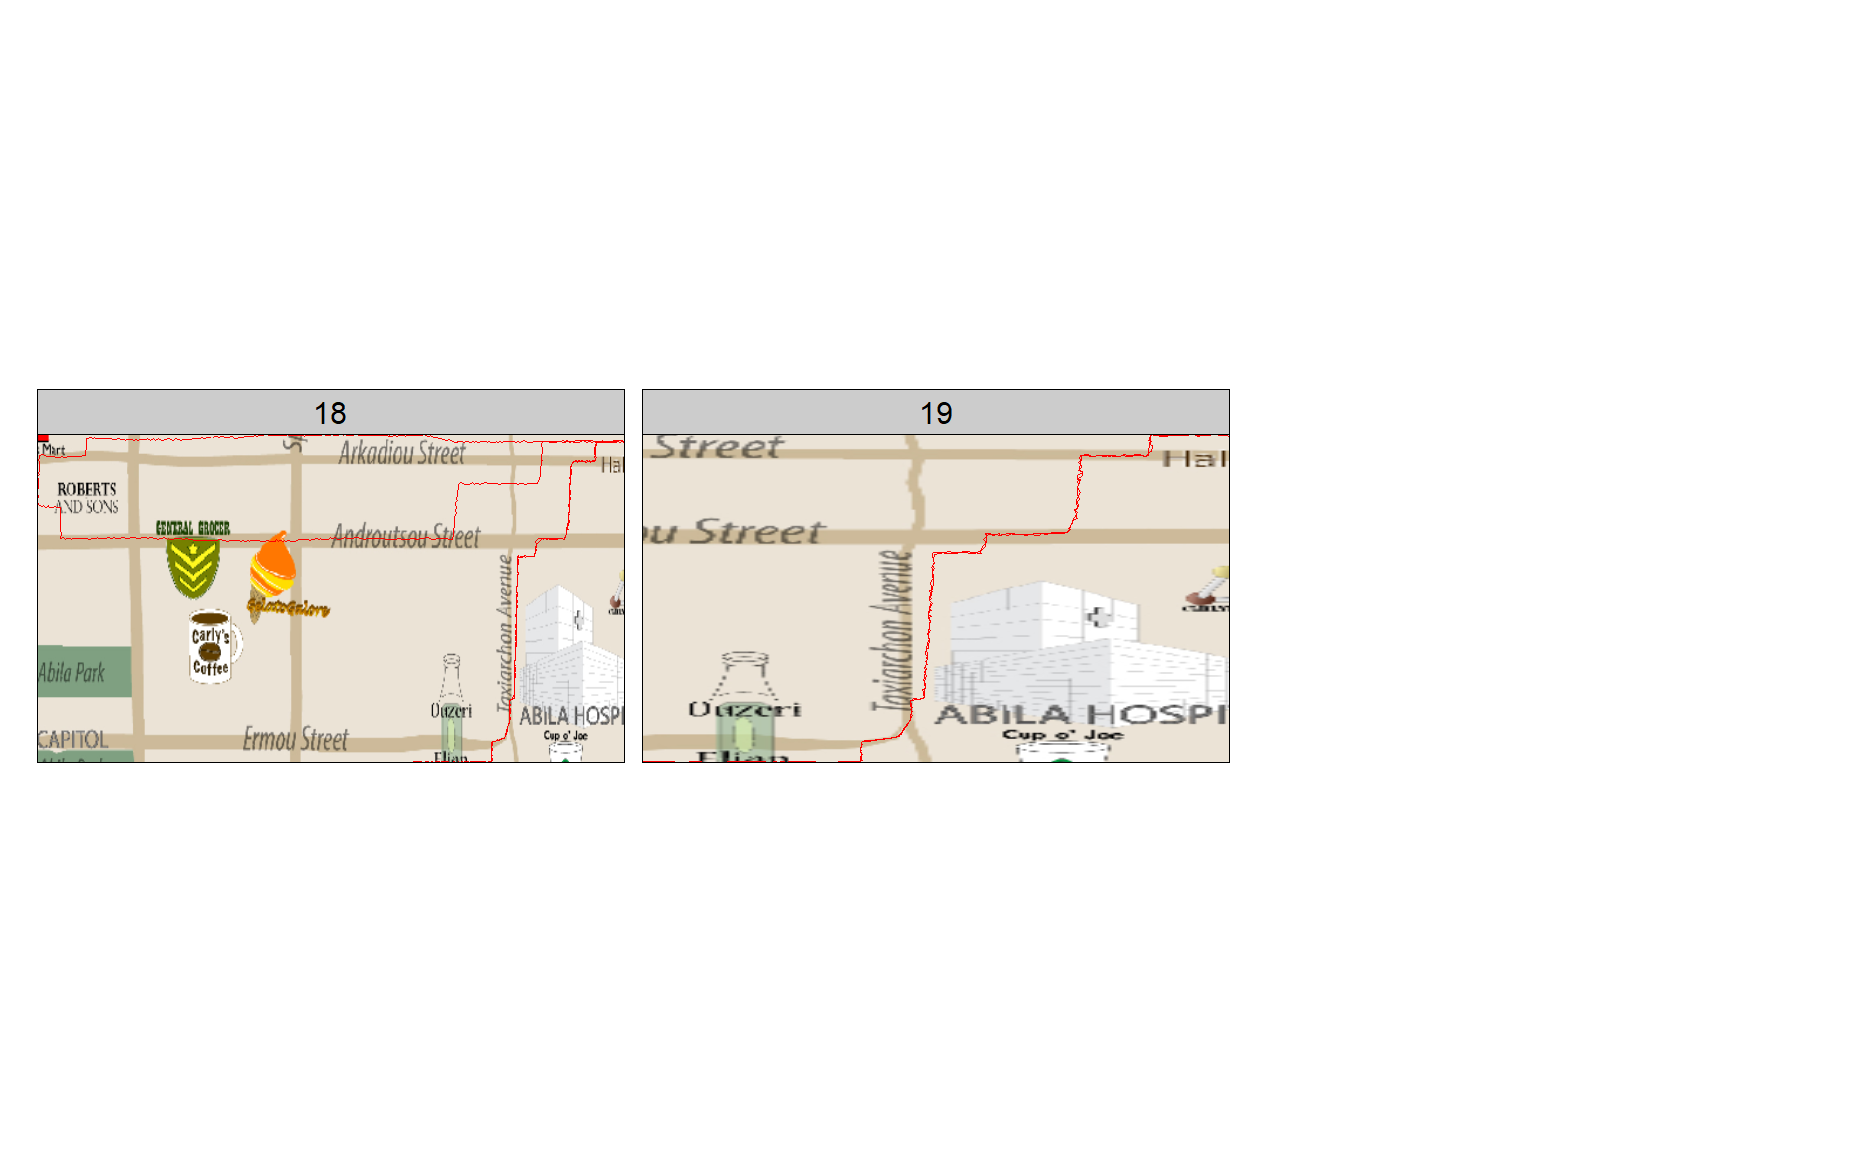 18
Mart
Arkadiou Street
Hal
ROBERTS
AND SONS
GENERAL GROCER
Androutsou Street
GelatoGalore
Taxiarchon Avenue
Carly's
Coffee
Abila Park
Ouzeri
ABILA HOSPI
CAPITOL
Ermou Street
Cup o' Joe
Elian
19
Street
Hal
ou Street
Taxiarchon Avenue
Ouzeri
ABILA HOSPI
Cup o' Joe
Elian